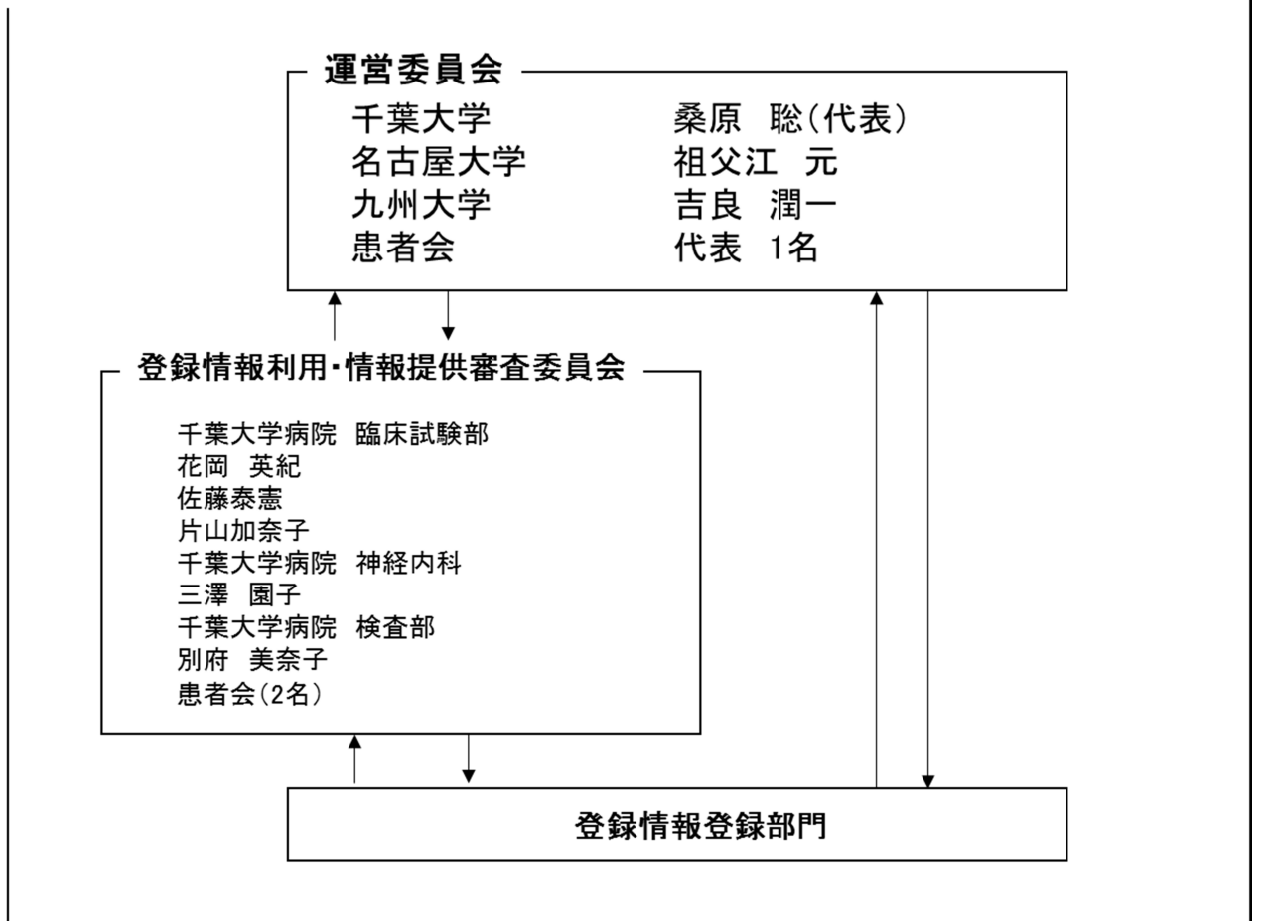 運営委員会
千葉大学　桑原　聡(代表)
名古屋大学　祖父江　元
九州大学　吉良　潤一
患者会　代表　1名
登録情報利用・情報提供審査委員会
千葉大学病院　臨床試験部
花岡　英紀
佐藤泰憲
片山加奈子
千葉大学病院　神経内科
三澤　園子
千葉大学病院　検査部
別府　美奈子
患者会(2名)
登録情報登録部門